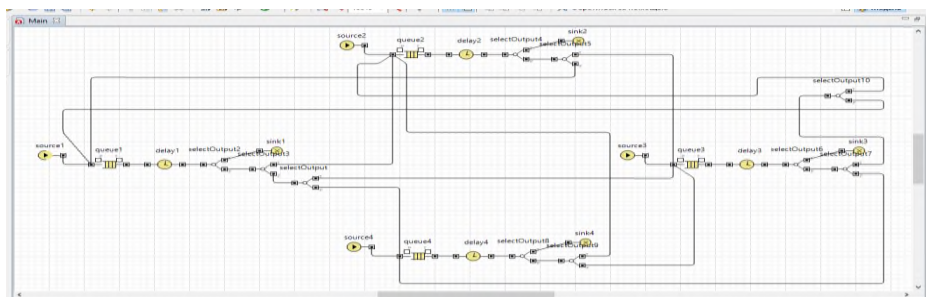 Main
source2
queue2
delay2
selectOutput4
sink2
selectOutput5
selectOutput10
source1
queue1
delay1
selectOutput2
sink1
selectOutput3
selectOutput
source3
queue3
delay3
selectOutput6
sink3
selectOutput7
source4
queue4
delay4
selectOutput8
sink4
selectOutput9